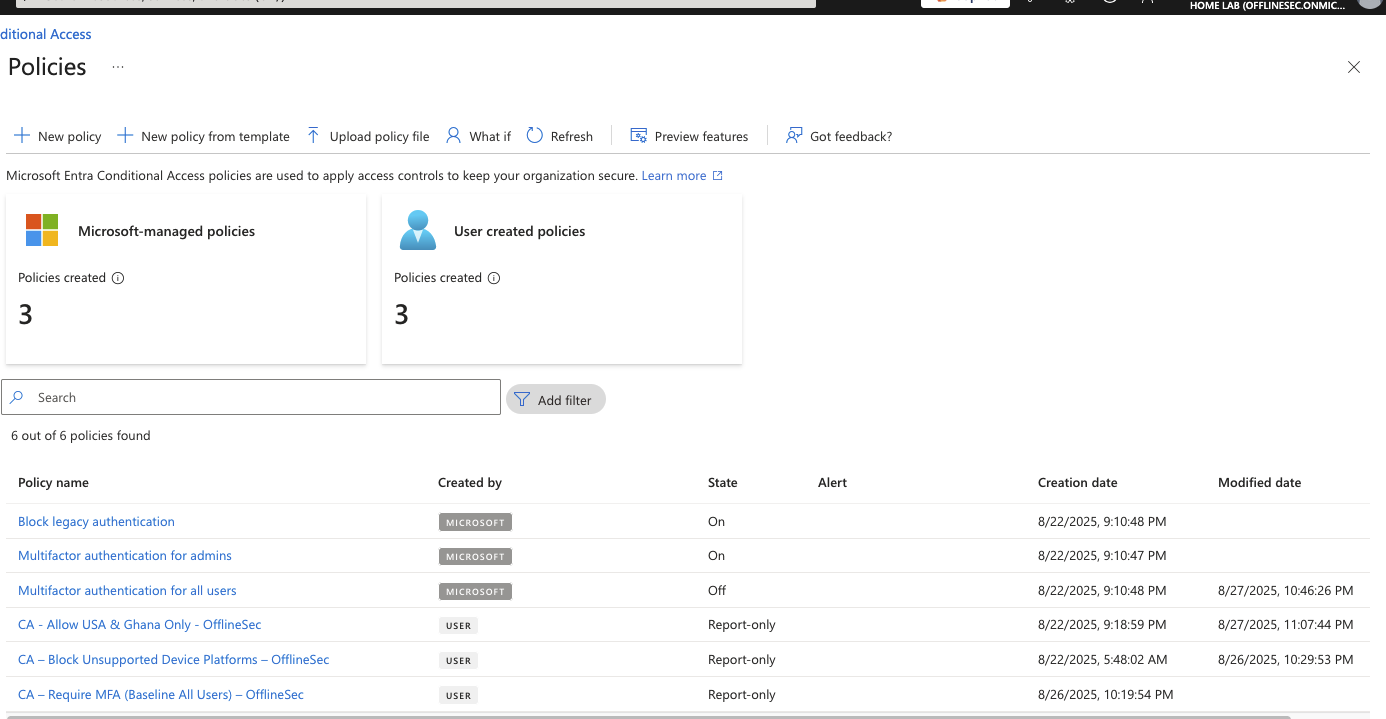 HOME LAB (OFFLINESEC.ONMIC...
ditional Access
Policies ...
New policy New policy from template Upload policy file What if Refresh Preview features Got feedback?
Microsoft Entra Conditional Access policies are used to apply access controls to keep your organization secure. Learn more
Microsoft-managed policies
Policies created
3
User created policies
Policies created
3
Search
Add filter
6 out of 6 policies found
Policy name Created by State Alert Creation date Modified date
Block legacy authentication MICROSOFT On 8/22/2025, 9:10:48 PM
Multifactor authentication for admins MICROSOFT On 8/22/2025, 9:10:47 PM
Multifactor authentication for all users MICROSOFT Off 8/22/2025, 9:10:48 PM 8/27/2025, 10:46:26 PM
CA - Allow USA & Ghana Only - OfflineSec USER Report-only 8/22/2025, 9:18:59 PM 8/27/2025, 11:07:44 PM
CA – Block Unsupported Device Platforms – OfflineSec USER Report-only 8/22/2025, 5:48:02 AM 8/26/2025, 10:29:53 PM
CA – Require MFA (Baseline All Users) – OfflineSec USER Report-only 8/26/2025, 10:19:54 PM